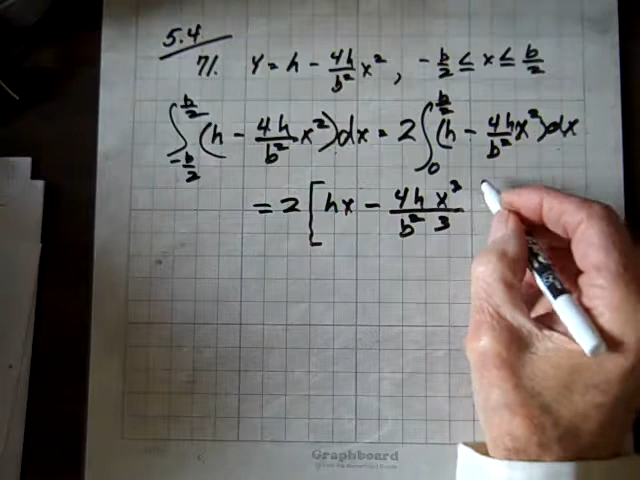 5.4
71. y = h - 4h/b² x², -b/2 ≤ x ≤ b/2
∫_{-b/2}^{b/2} (h - 4h/b² x²)dx = 2 ∫_0^{b/2} (h - 4h/b² x²)dx
= 2 [hx - 4h/b² x³/3
Graphboard